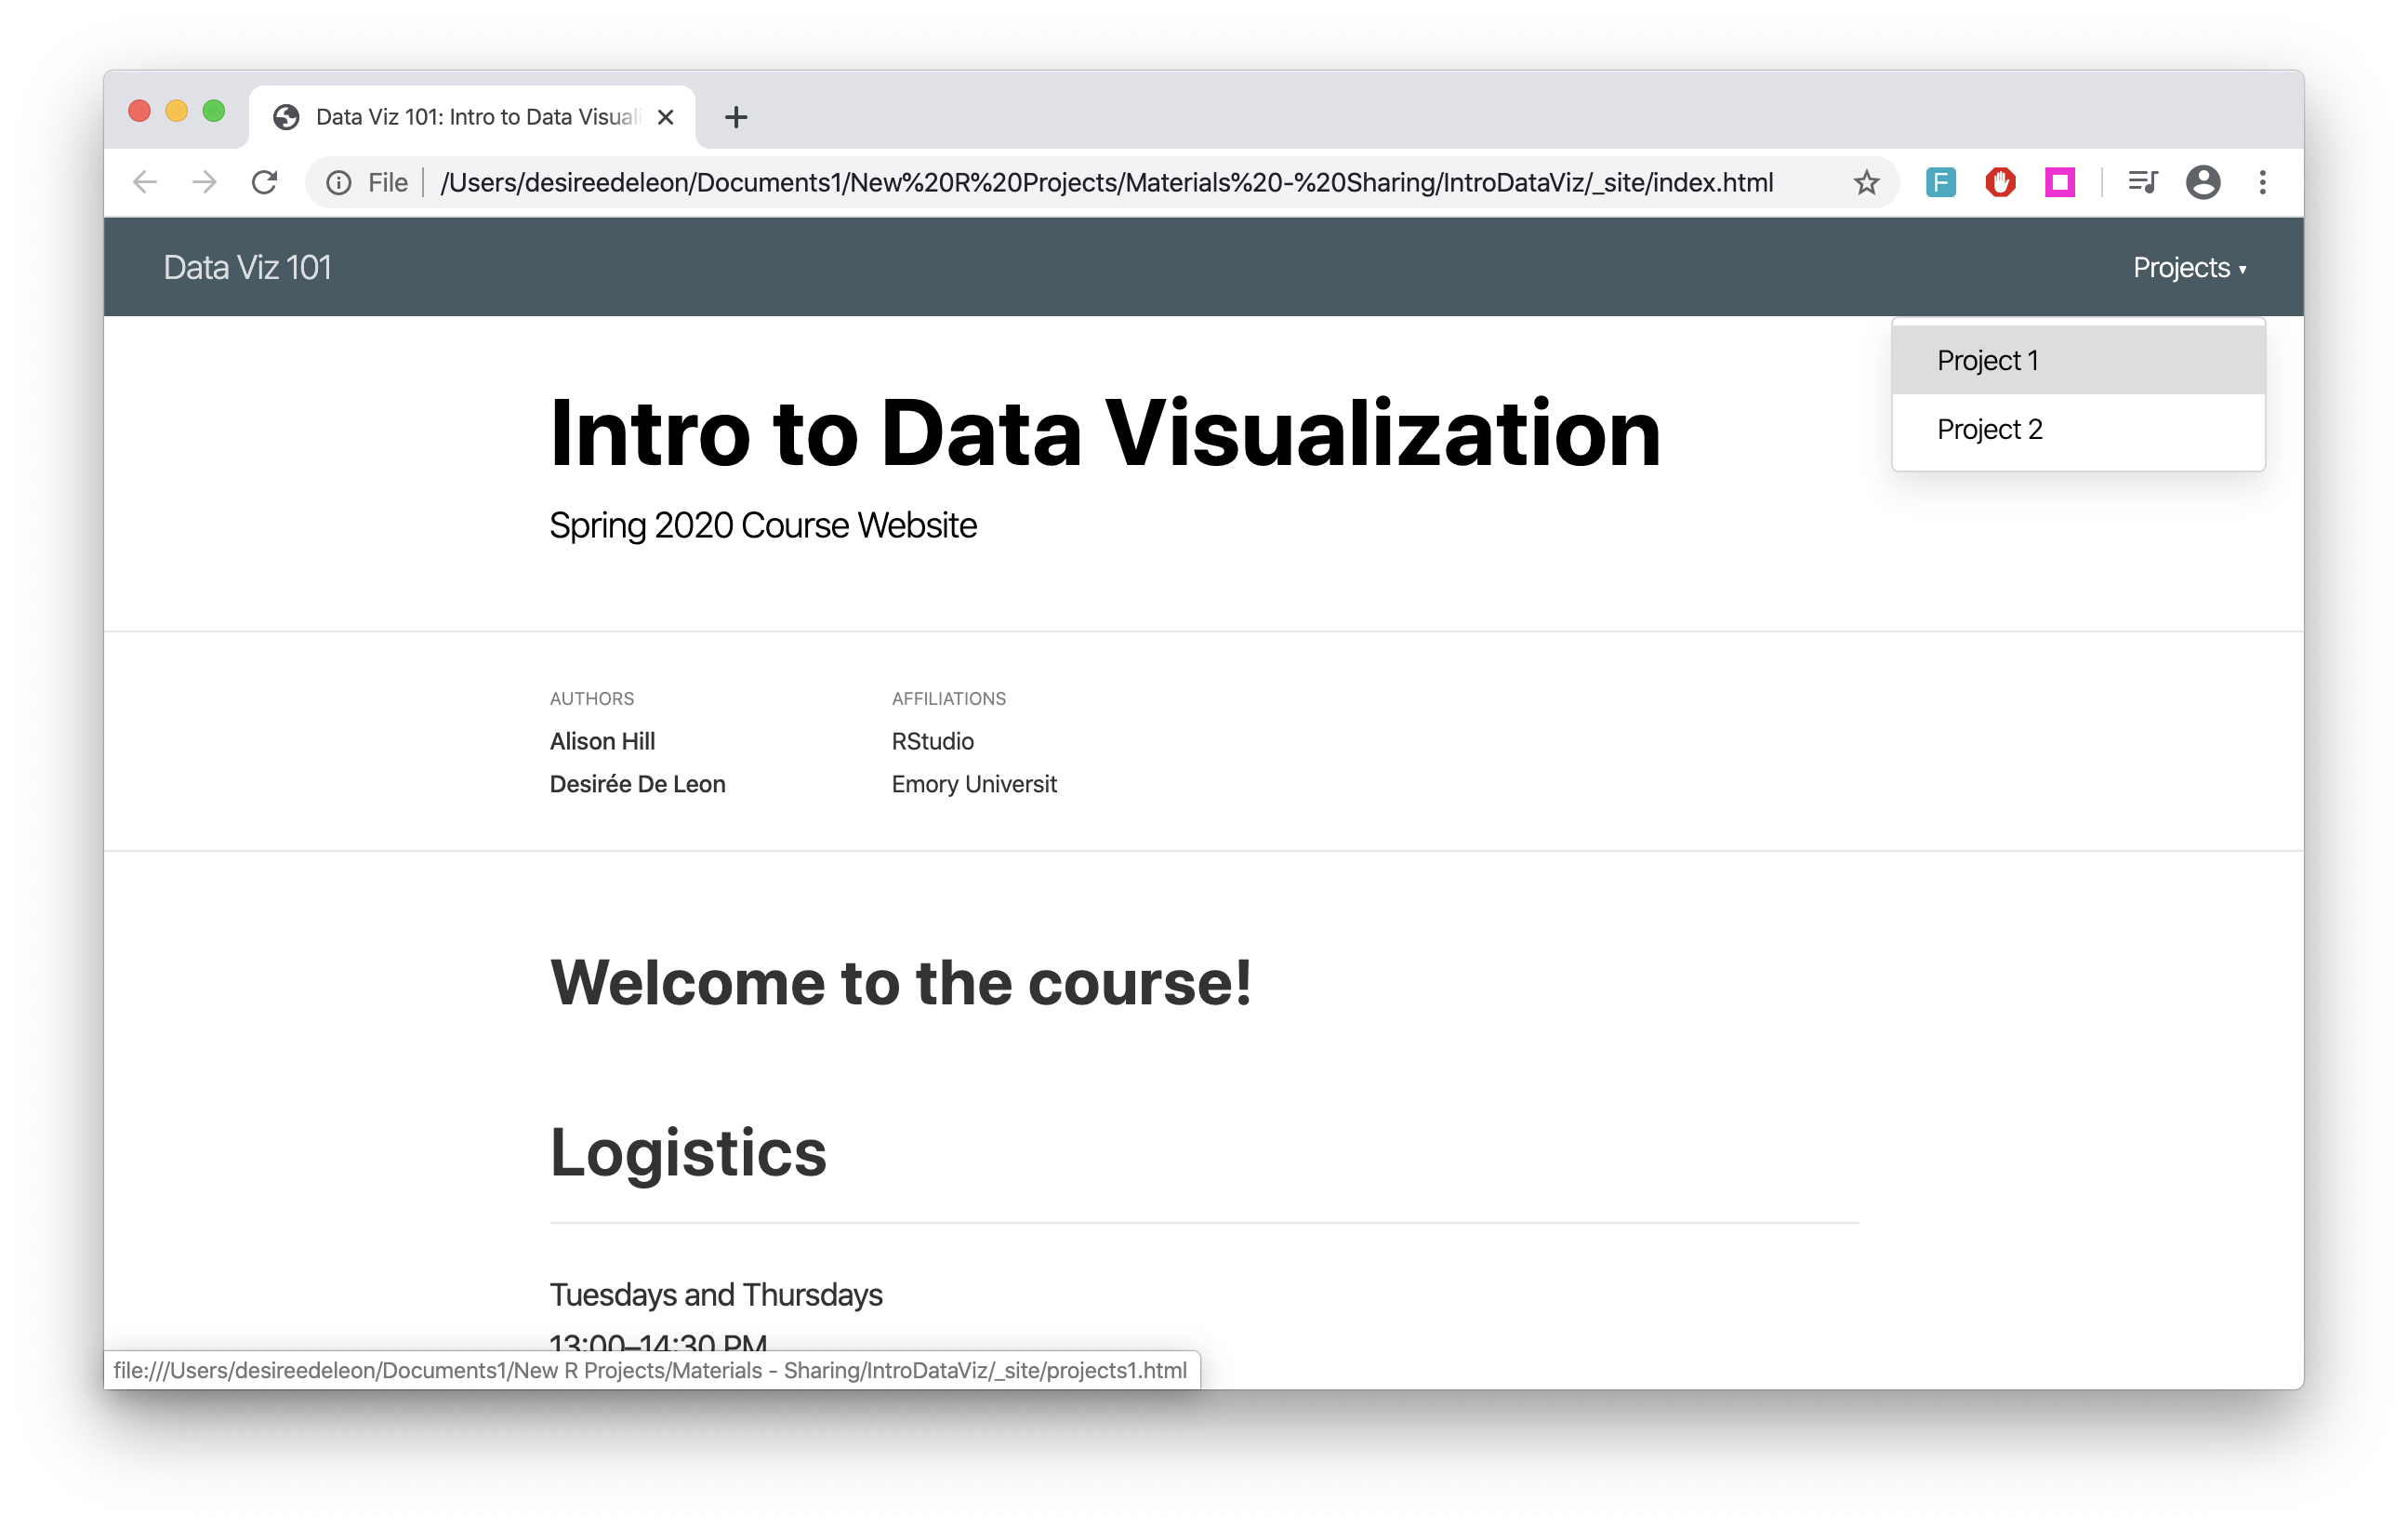 Data Viz 101: Intro to Data Visuali
File /Users/desireedeleon/Documents1/New%20R%20Projects/Materials%20-%20Sharing/IntroDataViz/_site/index.html
F
Data Viz 101
Projects ▾
Project 1
Project 2
Intro to Data Visualization
Spring 2020 Course Website
AUTHORS AFFILIATIONS
Alison Hill RStudio
Desirée De Leon Emory Universit
Welcome to the course!
Logistics
Tuesdays and Thursdays
13:00–14:30 PM
file:///Users/desireedeleon/Documents1/New R Projects/Materials - Sharing/IntroDataViz/_site/projects1.html